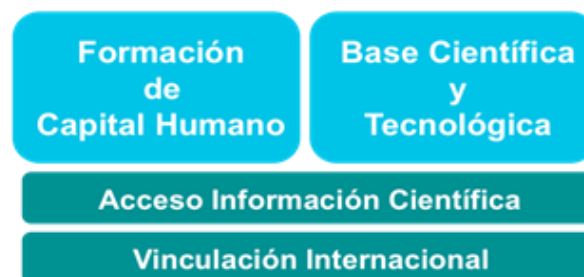 Formación
de
Capital Humano
Base Científica
y
Tecnológica
Acceso Información Científica
Vinculación Internacional